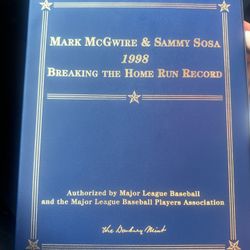 Mark McGwire & Sammy Sosa
1998
Breaking the Home Run Record
Authorized by Major League Baseball
and the Major League Baseball Players Association
the Danbury Mint